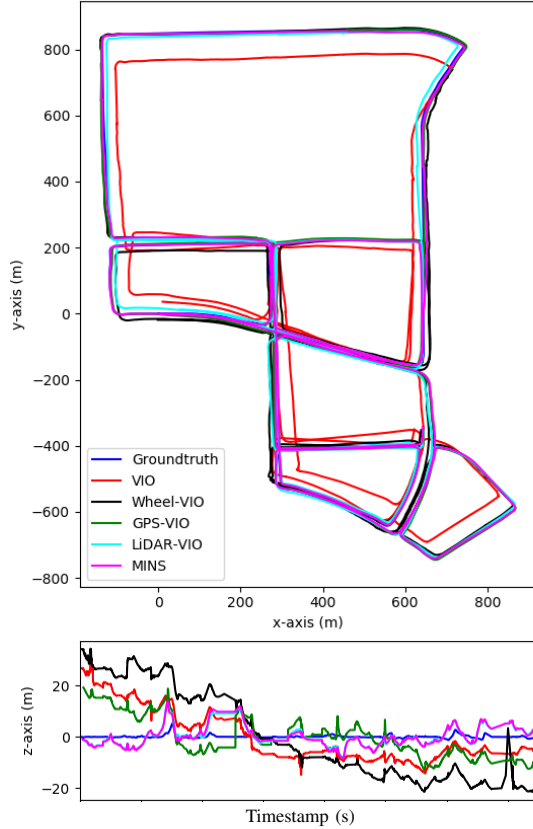 800
600
400
200
0
−200
−400
−600
−800
y-axis (m)
Groundtruth
VIO
Wheel-VIO
GPS-VIO
LiDAR-VIO
MINS
0
200
400
600
800
x-axis (m)
20
0
−20
z-axis (m)
Timestamp (s)